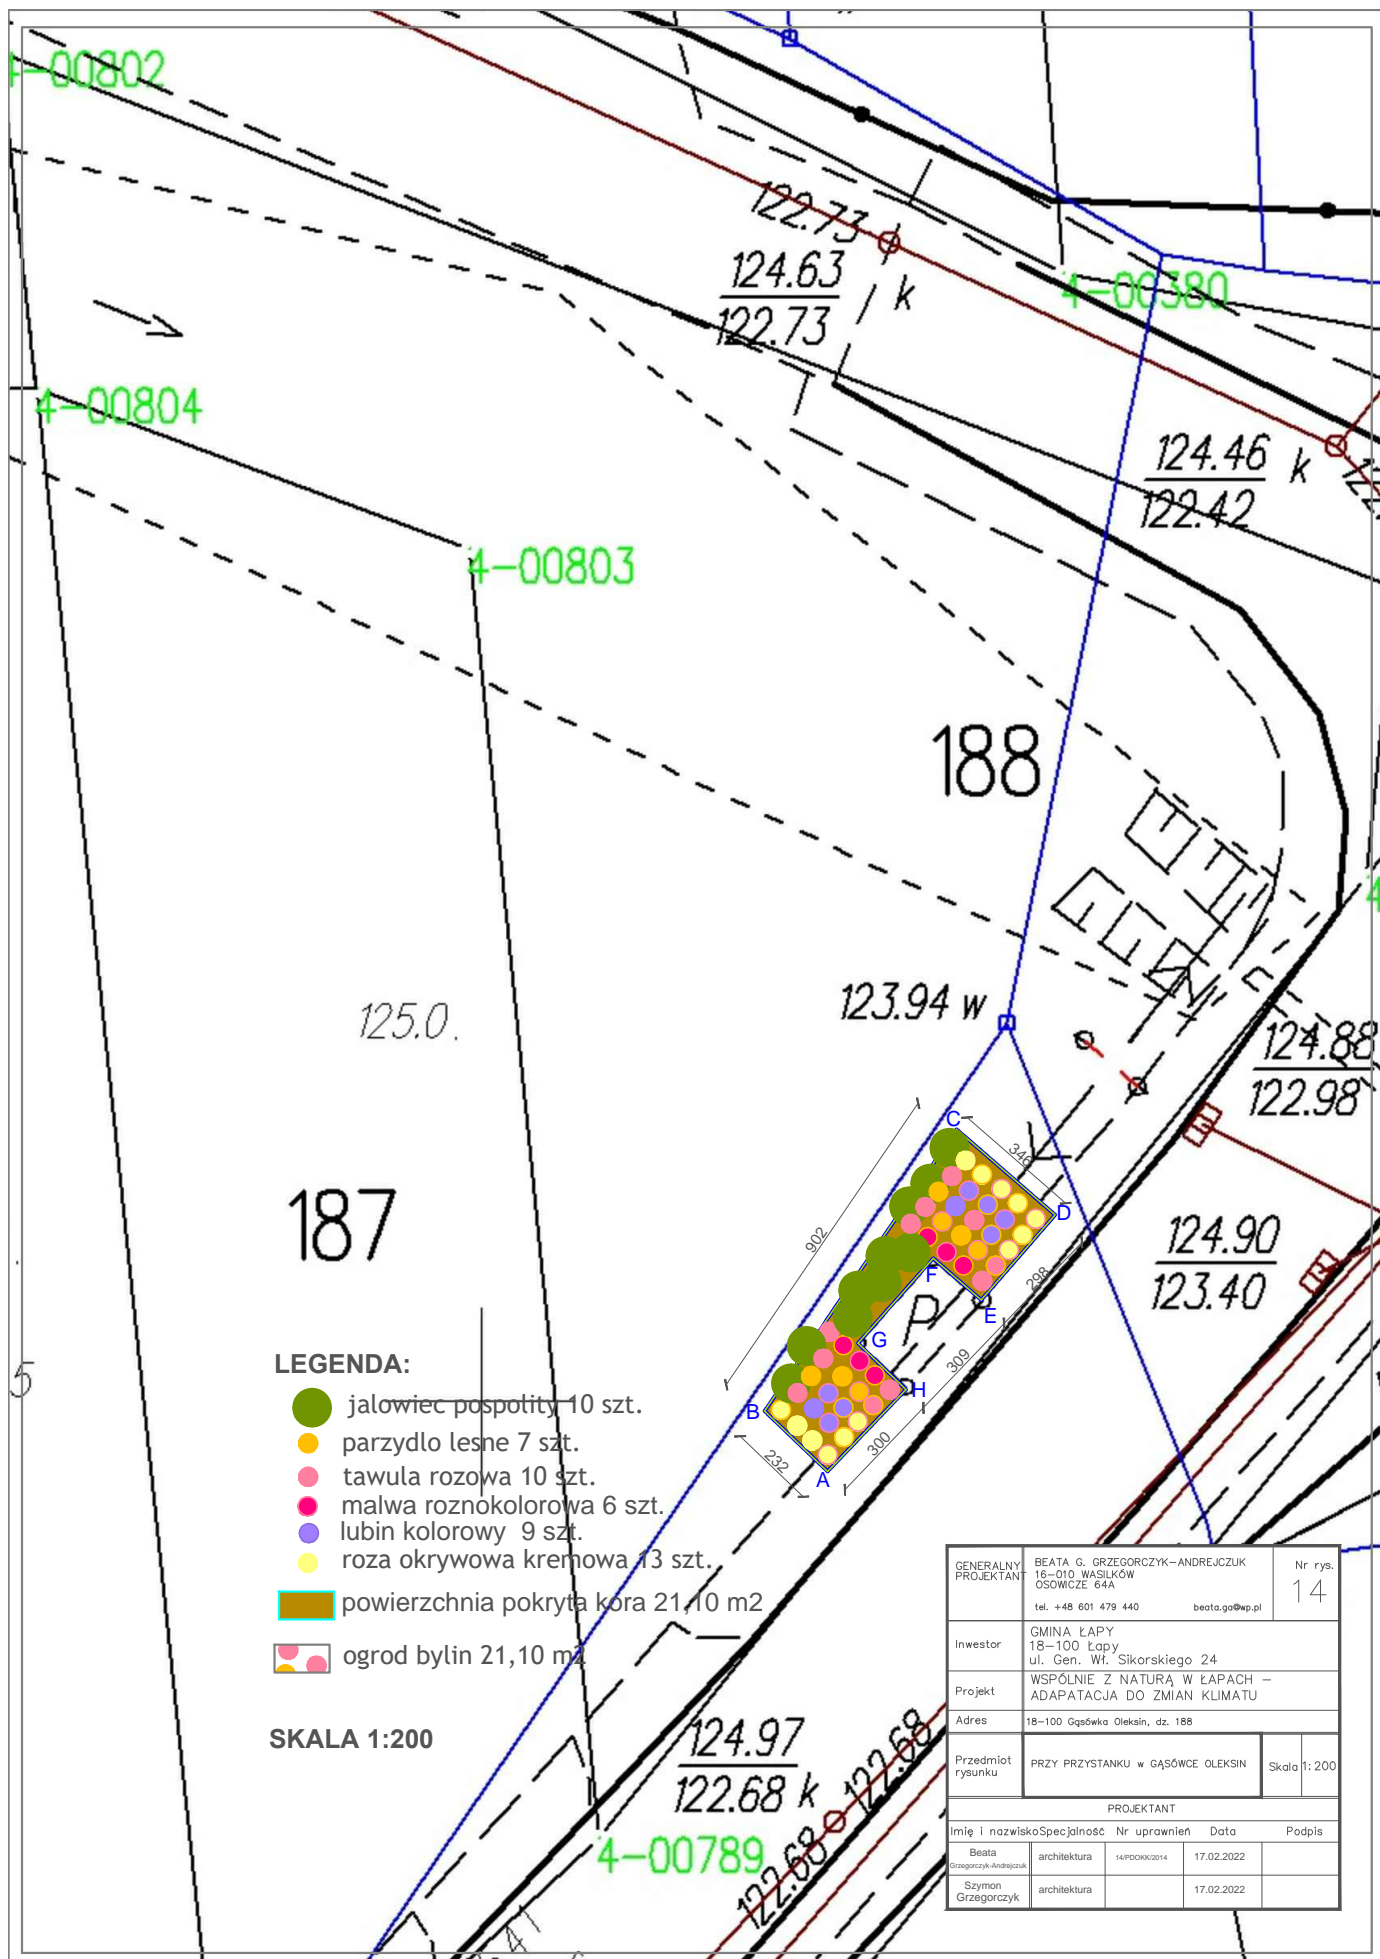 4-00802
122.73
124.63
122.73
k
4-00380
4-00804
124.46
122.42
k
4-00803
188
123.94 w
125.0.
124.88
122.98
187
124.90
123.40
C
346
D
902
F
298
E
P
G
309
H
B
300
232
A
5
LEGENDA:
jalowiec pospolity 10 szt.
parzydlo lesne 7 szt.
tawula rozowa 10 szt.
malwa roznokolorowa 6 szt.
lubin kolorowy 9 szt.
roza okrywowa kremowa 13 szt.
powierzchnia pokryta kora 21,10 m2
ogrod bylin 21,10 m2
SKALA 1:200
124.97
122.68 k
122.68
122.68
4-00789
41
GENERALNY PROJEKTANT
BEATA G. GRZEGORCZYK-ANDREJCZUK
16-010 WASILKÓW
OSOWICZE 64A
tel. +48 601 479 440 beata.ga@wp.pl
Nr rys.
14
Inwestor
GMINA ŁAPY
18-100 Łapy
ul. Gen. Wł. Sikorskiego 24
Projekt
WSPÓLNIE Z NATURĄ W ŁAPACH –
ADAPATACJA DO ZMIAN KLIMATU
Adres
18-100 Gąsówka Oleksin, dz. 188
Przedmiot rysunku
PRZY PRZYSTANKU w GĄSÓWCE OLEKSIN
Skala 1:200
PROJEKTANT
Imię i nazwisko Specjalność Nr uprawnień Data Podpis
Beata Grzegorczyk-Andrejczuk architektura 14/PDOKK/2014 17.02.2022
Szymon Grzegorczyk architektura 17.02.2022